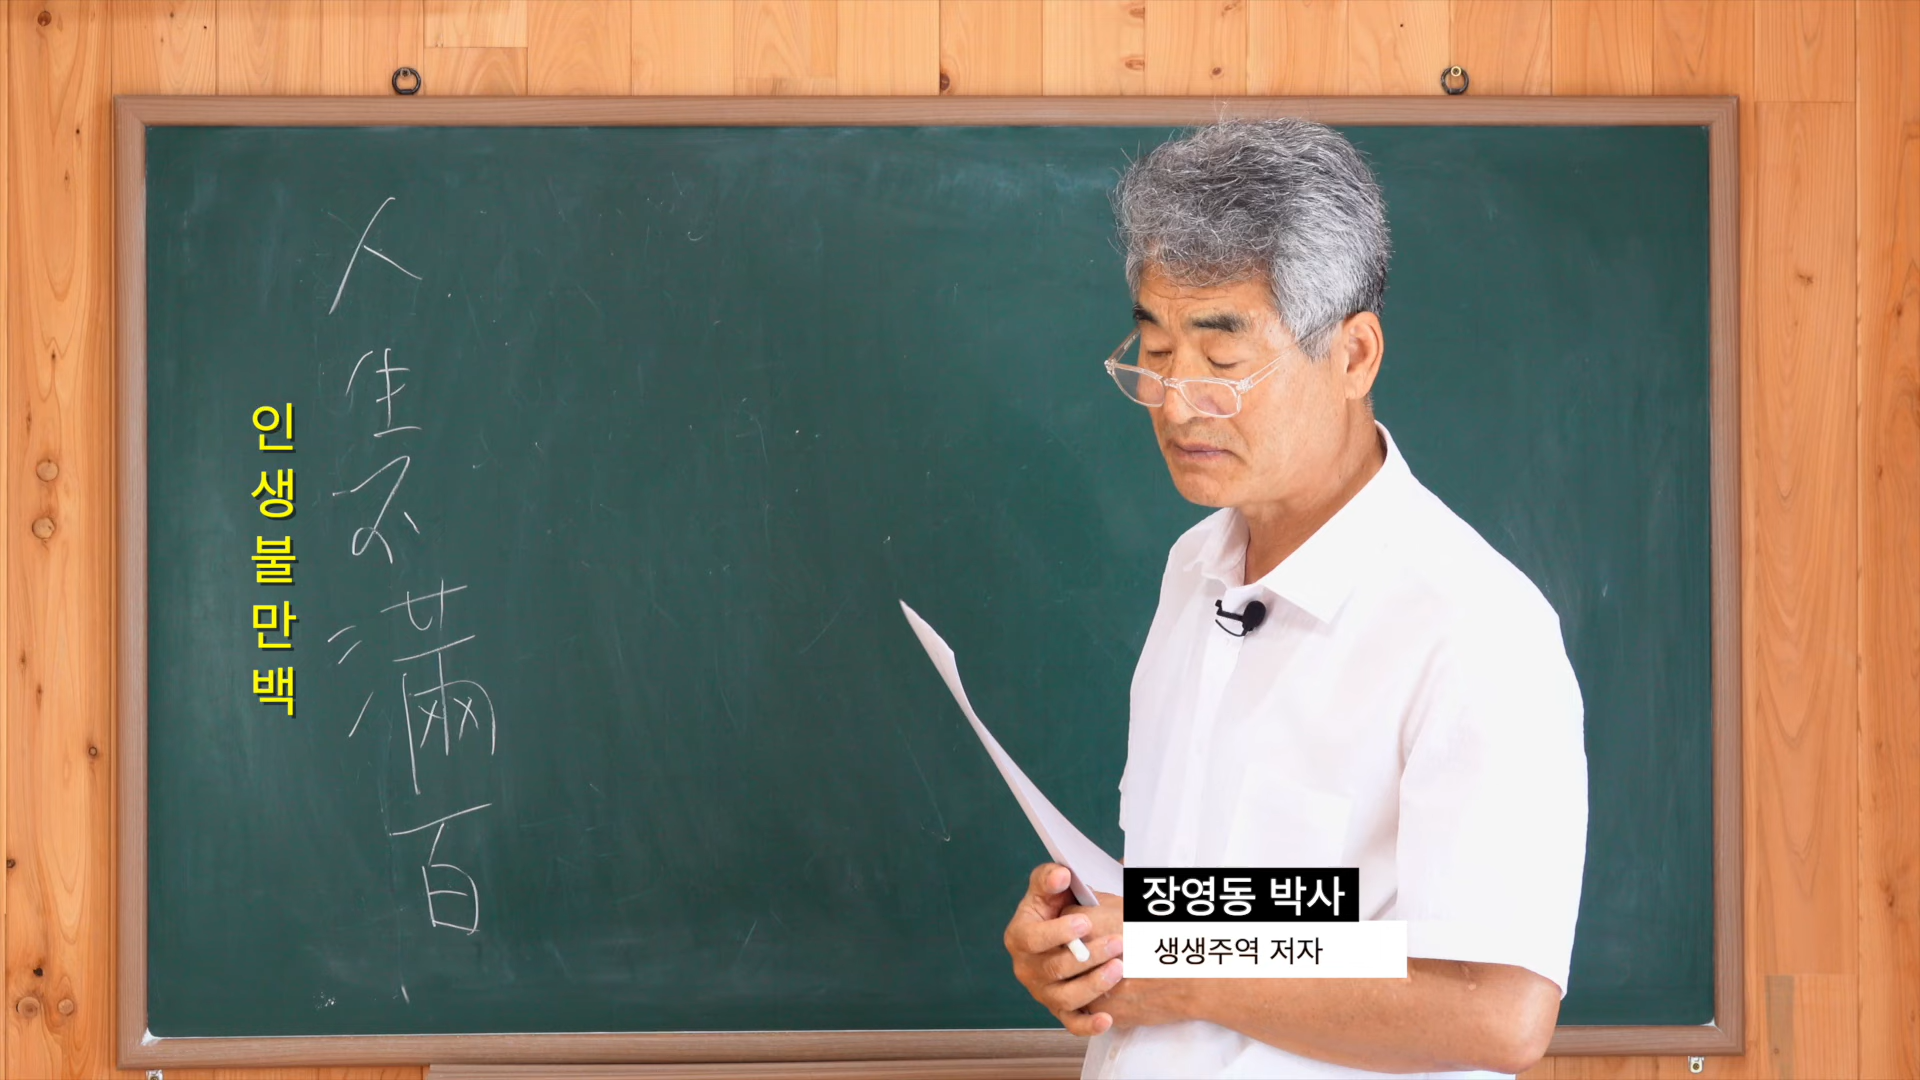 인생불만백
人生不滿百
장영동 박사
생생주역 저자